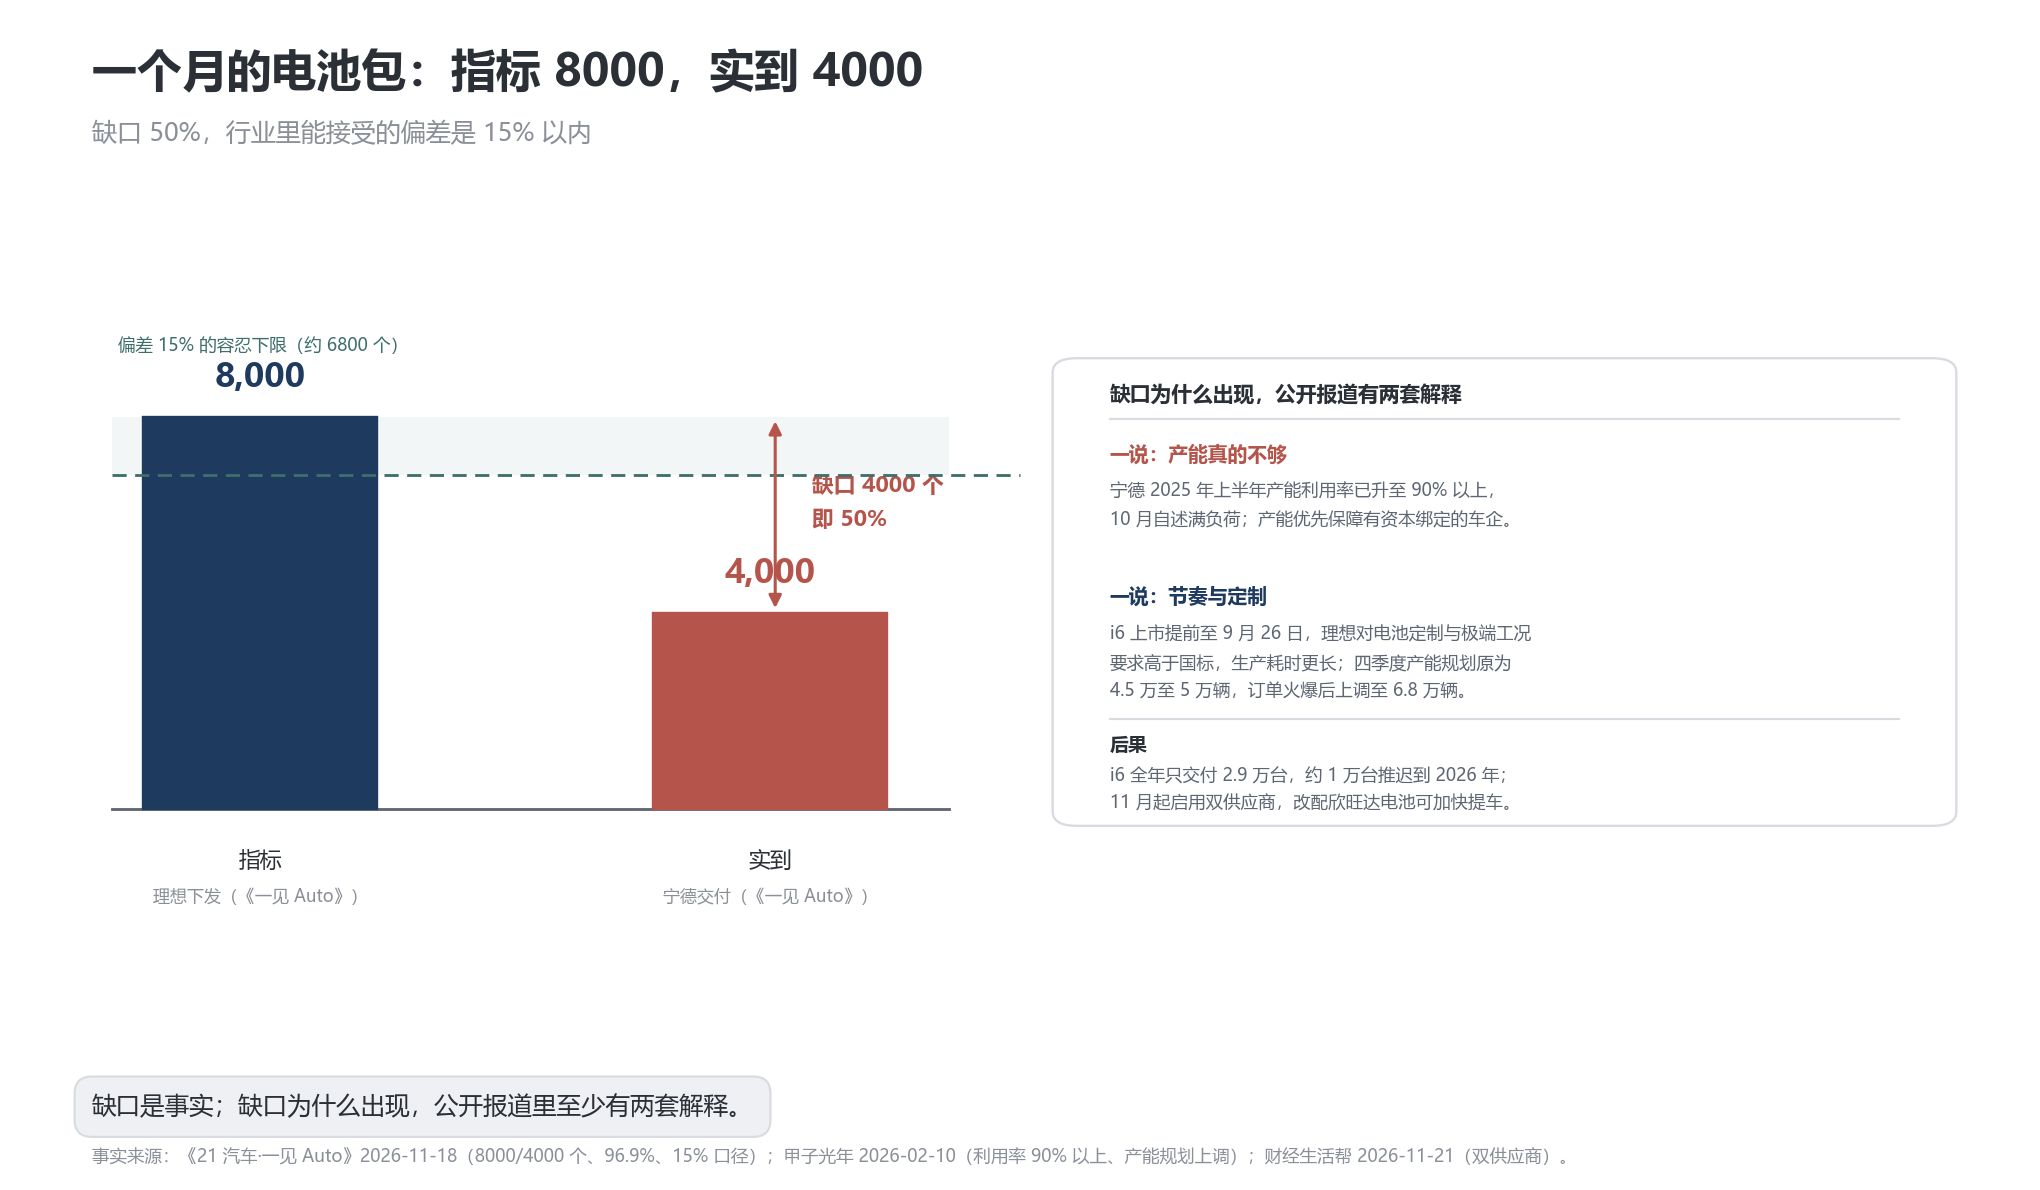 一个月的电池包：指标 8000，实到 4000
缺口 50%，行业里能接受的偏差是 15% 以内
偏差 15% 的容忍下限（约 6800 个）
8,000
缺口 4000 个
即 50%
4,000
指标
理想下发（《一见 Auto》）
实到
宁德交付（《一见 Auto》）
缺口为什么出现，公开报道有两套解释
一说：产能真的不够
宁德 2025 年上半年产能利用率已升至 90% 以上，
10 月自述满负荷；产能优先保障有资本绑定的车企。
一说：节奏与定制
i6 上市提前至 9 月 26 日，理想对电池定制与极端工况
要求高于国标，生产耗时更长；四季度产能规划原为
4.5 万至 5 万辆，订单火爆后上调至 6.8 万辆。
后果
i6 全年只交付 2.9 万台，约 1 万台推迟到 2026 年；
11 月起启用双供应商，改配欣旺达电池可加快提车。
缺口是事实；缺口为什么出现，公开报道里至少有两套解释。
事实来源：《21 汽车·一见 Auto》2026-11-18（8000/4000 个、96.9%、15% 口径）；甲子光年 2026-02-10（利用率 90% 以上、产能规划上调）；财经生活帮 2026-11-21（双供应商）。